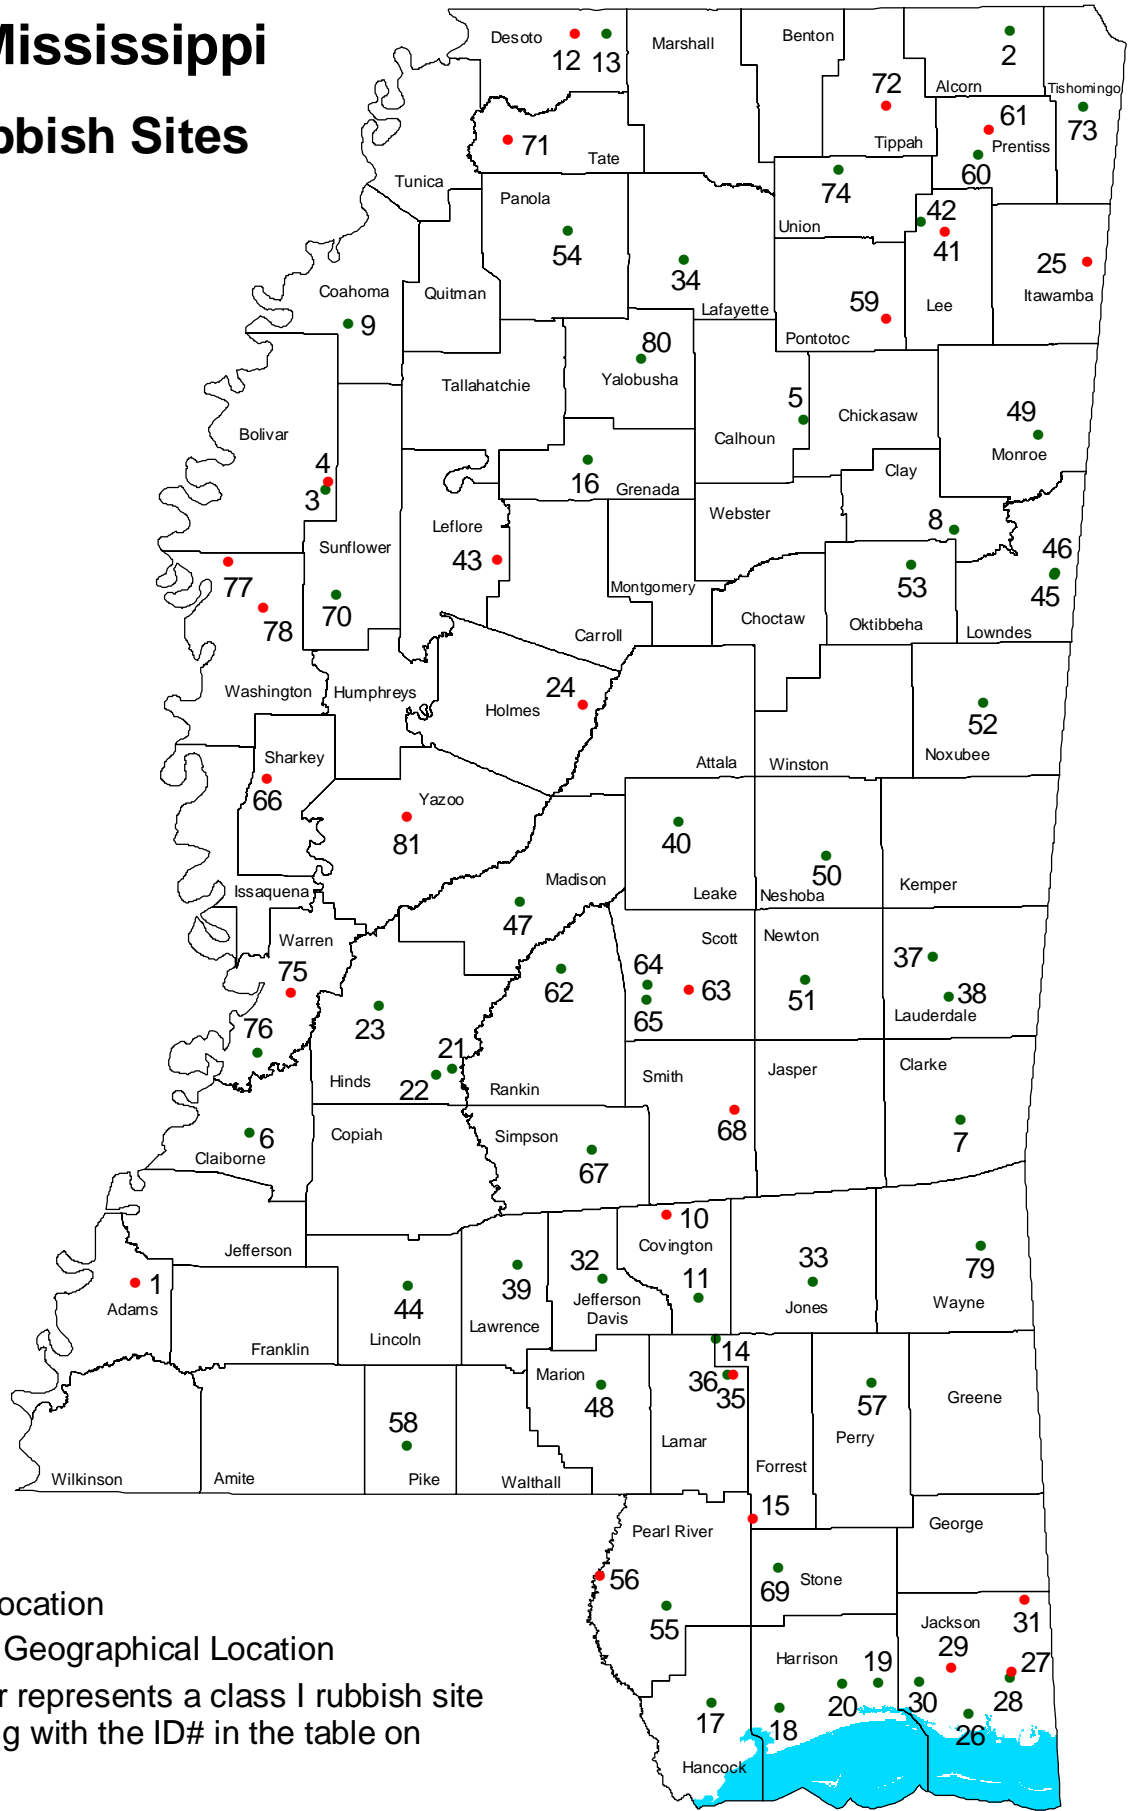 Mississippi
bbish Sites
Desoto
12 13
Marshall
Benton
2
Alcorn
Tishomingo
73
72
Tippah
61
Prentiss
60
71
Tate
Tunica
Panola
54
74
Union
42
41
Lee
25
Itawamba
34
Lafayette
59
Pontotoc
Coahoma
9
Quitman
80
Yalobusha
Tallahatchie
5
Calhoun
Chickasaw
49
Monroe
Bolivar
4
3
16
Grenada
Clay
8
Webster
Leflore
43
Sunflower
70
Montgomery
Carroll
Choctaw
53
Oktibbeha
46
45
Lowndes
77
78
Washington
Humphreys
24
Holmes
Attala
Winston
52
Noxubee
Sharkey
66
Yazoo
81
40
Leake
50
Neshoba
Kemper
Issaquena
Madison
47
Warren
75
76
62
Scott
64
63
65
Newton
51
37
38
Lauderdale
23
21
22
Hinds
Rankin
Smith
68
Jasper
Clarke
7
6
Claiborne
Copiah
Simpson
67
Jefferson
10
Covington
11
1
Adams
44
Lincoln
39
Lawrence
32
Jefferson
Davis
33
Jones
79
Wayne
Franklin
14
36
35
Lamar
Marion
48
57
Perry
Greene
58
Pike
Wilkinson
Amite
Walthall
Forrest
15
Pearl River
56
55
69
Stone
George
31
Jackson
29
27
28
30
26
Harrison
19
20
18
17
Hancock
ocation
Geographical Location
r represents a class I rubbish site
g with the ID# in the table on